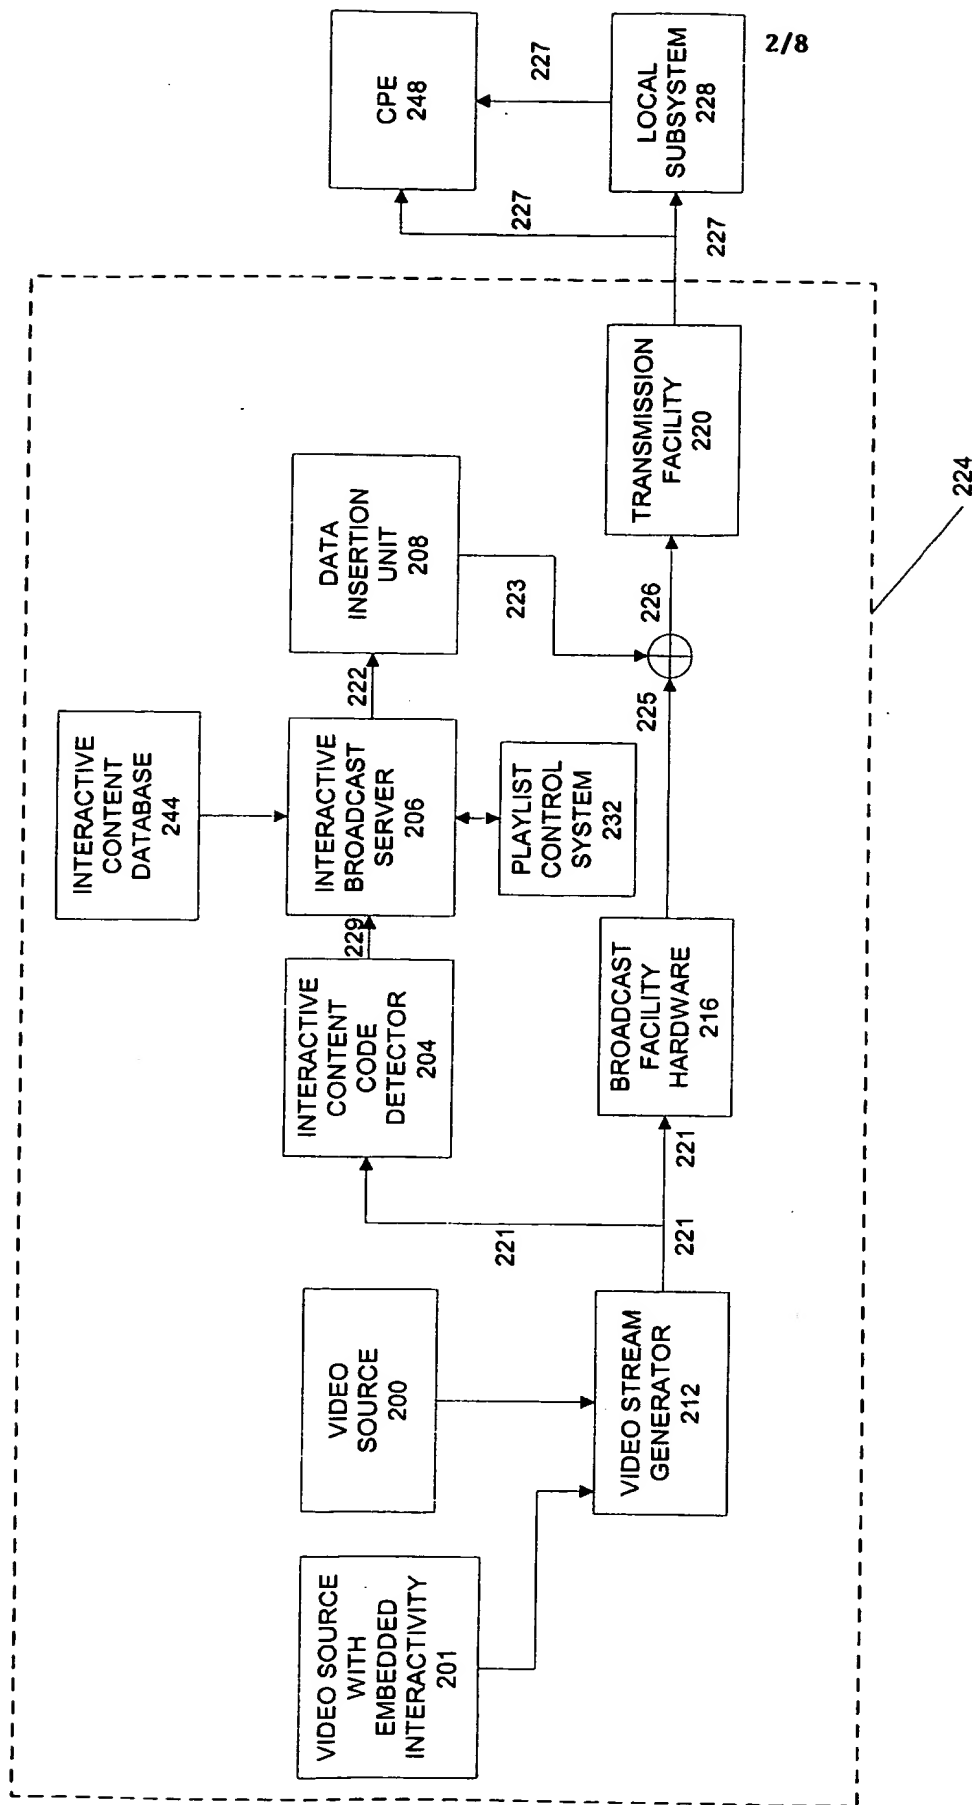 2/8
VIDEO SOURCE
WITH
EMBEDDED
INTERACTIVITY
201
VIDEO
SOURCE
200
VIDEO STREAM
GENERATOR
212
221
221
221
INTERACTIVE
CONTENT
CODE
DETECTOR
204
229
INTERACTIVE
CONTENT
DATABASE
244
INTERACTIVE
BROADCAST
SERVER
206
222
PLAYLIST
CONTROL
SYSTEM
232
BROADCAST
FACILITY
HARDWARE
216
225
DATA
INSERTION
UNIT
208
223
226
TRANSMISSION
FACILITY
220
227
227
227
CPE
248
LOCAL
SUBSYSTEM
228
224